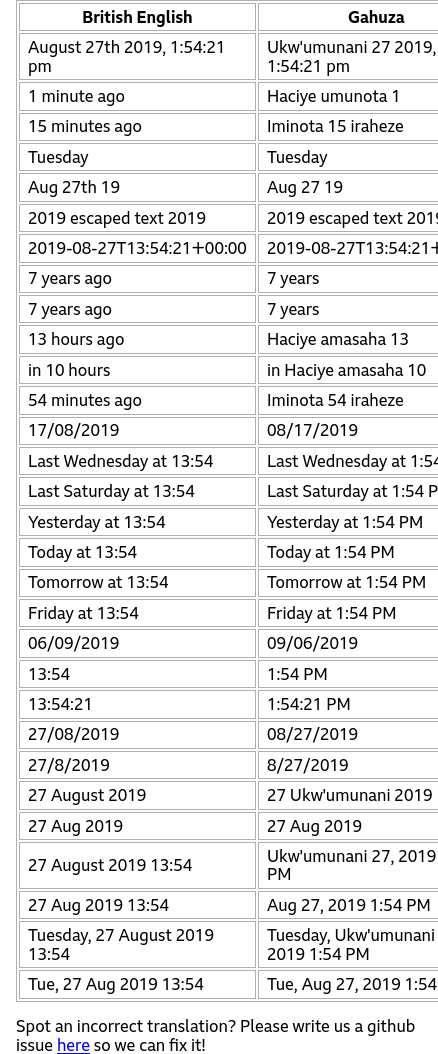 British English Gahuza
August 27th 2019, 1:54:21 Ukw'umunani 27 2019,
pm 1:54:21 pm
1 minute ago Haciye umunota 1
15 minutes ago Iminota 15 iraheze
Tuesday Tuesday
Aug 27th 19 Aug 27 19
2019 escaped text 2019 2019 escaped text 2019
2019-08-27T13:54:21+00:00 2019-08-27T13:54:21+
7 years ago 7 years
7 years ago 7 years
13 hours ago Haciye amasaha 13
in 10 hours in Haciye amasaha 10
54 minutes ago Iminota 54 iraheze
17/08/2019 08/17/2019
Last Wednesday at 13:54 Last Wednesday at 1:54
Last Saturday at 13:54 Last Saturday at 1:54 P
Yesterday at 13:54 Yesterday at 1:54 PM
Today at 13:54 Today at 1:54 PM
Tomorrow at 13:54 Tomorrow at 1:54 PM
Friday at 13:54 Friday at 1:54 PM
06/09/2019 09/06/2019
13:54 1:54 PM
13:54:21 1:54:21 PM
27/08/2019 08/27/2019
27/8/2019 8/27/2019
27 August 2019 27 Ukw'umunani 2019
27 Aug 2019 27 Aug 2019
27 August 2019 13:54 Ukw'umunani 27, 2019
PM
27 Aug 2019 13:54 Aug 27, 2019 1:54 PM
Tuesday, 27 August 2019 Tuesday, Ukw'umunani
13:54 2019 1:54 PM
Tue, 27 Aug 2019 13:54 Tue, Aug 27, 2019 1:54
Spot an incorrect translation? Please write us a github
issue here so we can fix it!